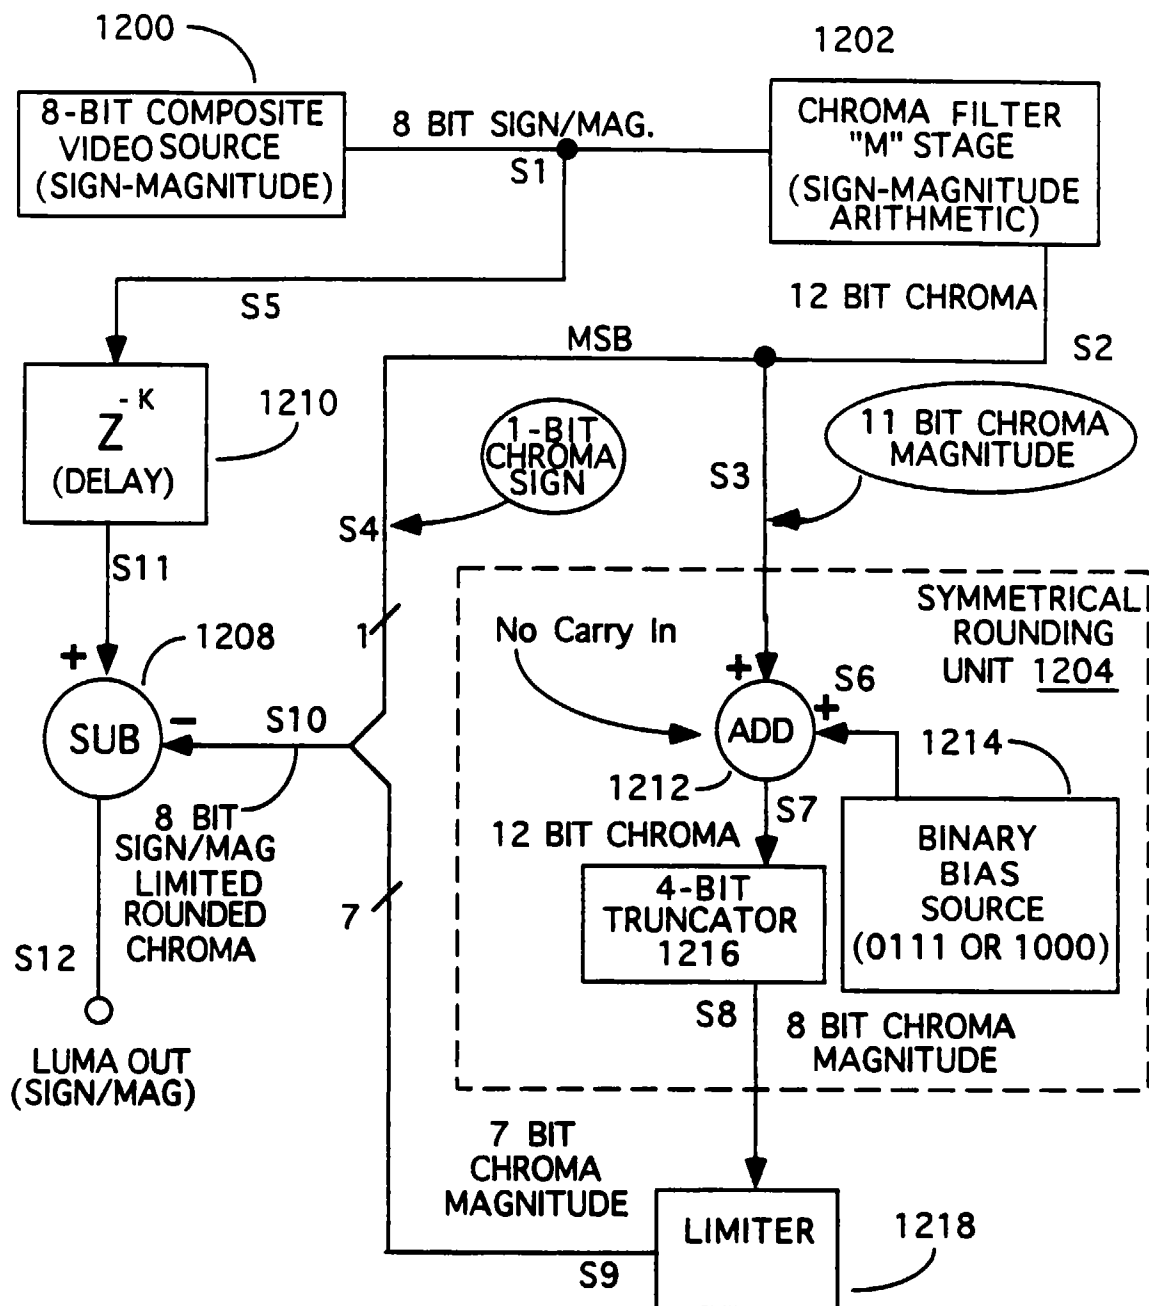 1200
1202
8-BIT COMPOSITE
VIDEO SOURCE
(SIGN-MAGNITUDE)
8 BIT SIGN/MAG.
S1
CHROMA FILTER
"M" STAGE
(SIGN-MAGNITUDE
ARITHMETIC)
S5
12 BIT CHROMA
MSB
S2
Z-K
(DELAY)
1210
1-BIT
CHROMA
SIGN
11 BIT CHROMA
MAGNITUDE
S3
S4
S11
SYMMETRICAL
ROUNDING
UNIT 1204
1
No Carry In
1208
+
SUB
-
S10
+
ADD
+
S6
1214
1212
S7
12 BIT CHROMA
8 BIT
SIGN/MAG
LIMITED
ROUNDED
CHROMA
7
4-BIT
TRUNCATOR
1216
BINARY
BIAS
SOURCE
(0111 OR 1000)
S12
S8
8 BIT CHROMA
MAGNITUDE
LUMA OUT
(SIGN/MAG)
7 BIT
CHROMA
MAGNITUDE
LIMITER
1218
S9